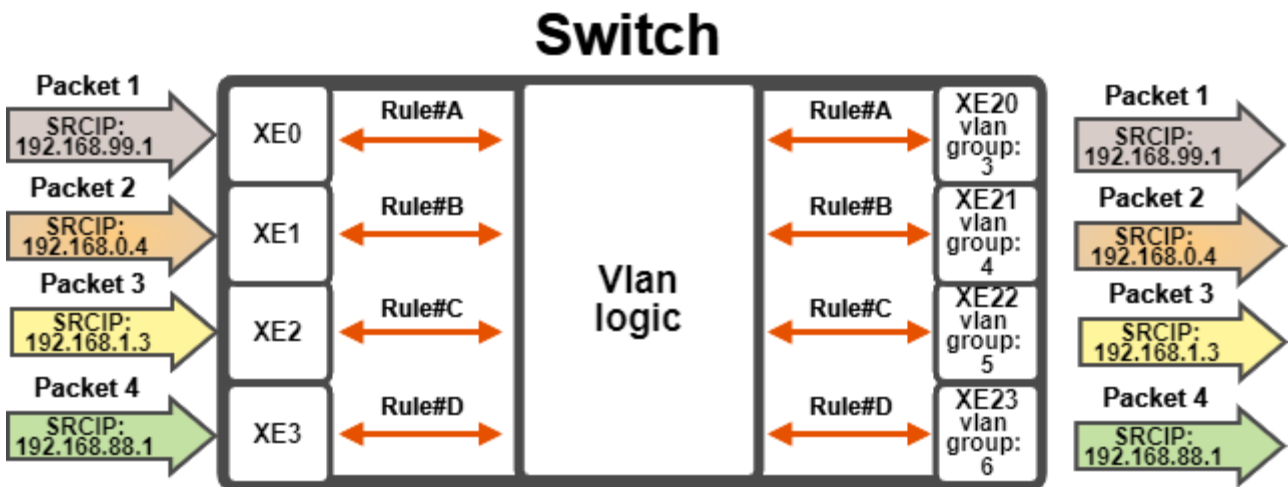 Switch
Packet 1
SRCIP:
192.168.99.1
Packet 2
SRCIP:
192.168.0.4
Packet 3
SRCIP:
192.168.1.3
Packet 4
SRCIP:
192.168.88.1
XE0
XE1
XE2
XE3
Rule#A
Rule#B
Rule#C
Rule#D
Vlan
logic
Rule#A
Rule#B
Rule#C
Rule#D
XE20
vlan
group:
3
XE21
vlan
group:
4
XE22
vlan
group:
5
XE23
vlan
group:
6
Packet 1
SRCIP:
192.168.99.1
Packet 2
SRCIP:
192.168.0.4
Packet 3
SRCIP:
192.168.1.3
Packet 4
SRCIP:
192.168.88.1